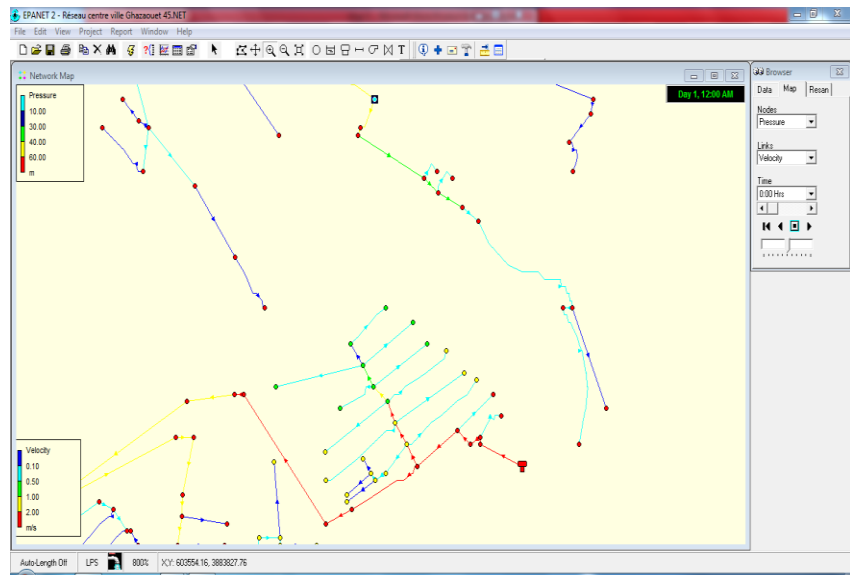 EPANET 2 - Réseau centre ville Ghazaouet 45.NET
File Edit View Project Report Window Help
Network Map
Day 1, 12:00 AM
Pressure
10.00
30.00
40.00
60.00
m
Velocity
0.10
0.50
1.00
2.00
m/s
Browser
Data Map Resan
Nodes
Pressure
Links
Velocity
Time
0:00 Hrs
Auto-Length Off LPS 800% X,Y: 603554.16, 3883827.76